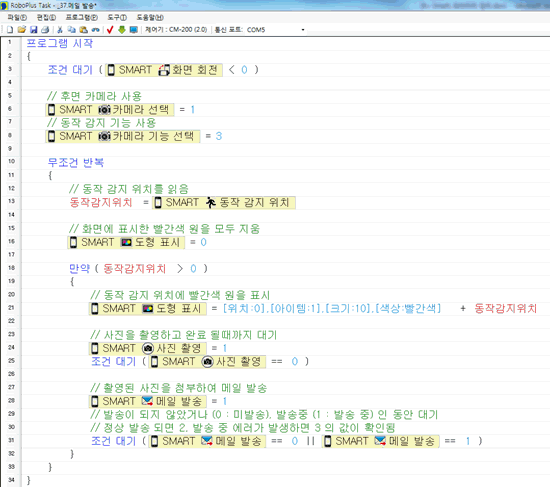 RoboPlus Task - _37.메일 발송*
파일(F) 편집(E) 프로그램(P) 도구(T) 도움말(H)
제어기 : CM-200 (2.0) 통신 포트: COM5
1 프로그램 시작
2 {
3 조건 대기 ( SMART 화면 회전 < 0 )
4
5 // 후면 카메라 사용
6 SMART 카메라 선택 = 1
7 // 동작 감지 기능 사용
8 SMART 카메라 기능 선택 = 3
9
10 무조건 반복
11 {
12 // 동작 감지 위치를 읽음
13 동작감지위치 = SMART 동작 감지 위치
14
15 // 화면에 표시한 빨간색 원을 모두 지움
16 SMART 도형 표시 = 0
17
18 만약 ( 동작감지위치 > 0 )
19 {
20 // 동작 감지 위치에 빨간색 원을 표시
21 SMART 도형 표시 = [위치:0],[아이템:1],[크기:10],[색상:빨간색] + 동작감지위치
22
23 // 사진을 촬영하고 완료 될때까지 대기
24 SMART 사진 촬영 = 1
25 조건 대기 ( SMART 사진 촬영 == 0 )
26
27 // 촬영된 사진을 첨부하여 메일 발송
28 SMART 메일 발송 = 1
29 // 발송이 되지 않았거나 (0 : 미발송), 발송중 (1 : 발송 중) 인 동안 대기
30 // 정상 발송 되면 2, 발송 중 에러가 발생하면 3 의 값이 확인됨
31 조건 대기 ( SMART 메일 발송 == 0 || SMART 메일 발송 == 1 )
32 }
33 }
34 }